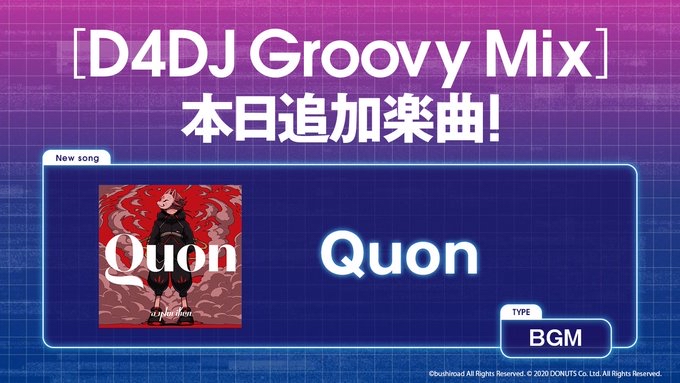 [D4DJ Groovy Mix]
本日追加楽曲!
New song
Quon
Quon
TYPE
BGM
©bushiroad All Rights Reserved. © 2020 DONUTS Co. Ltd. All Rights Reserved.